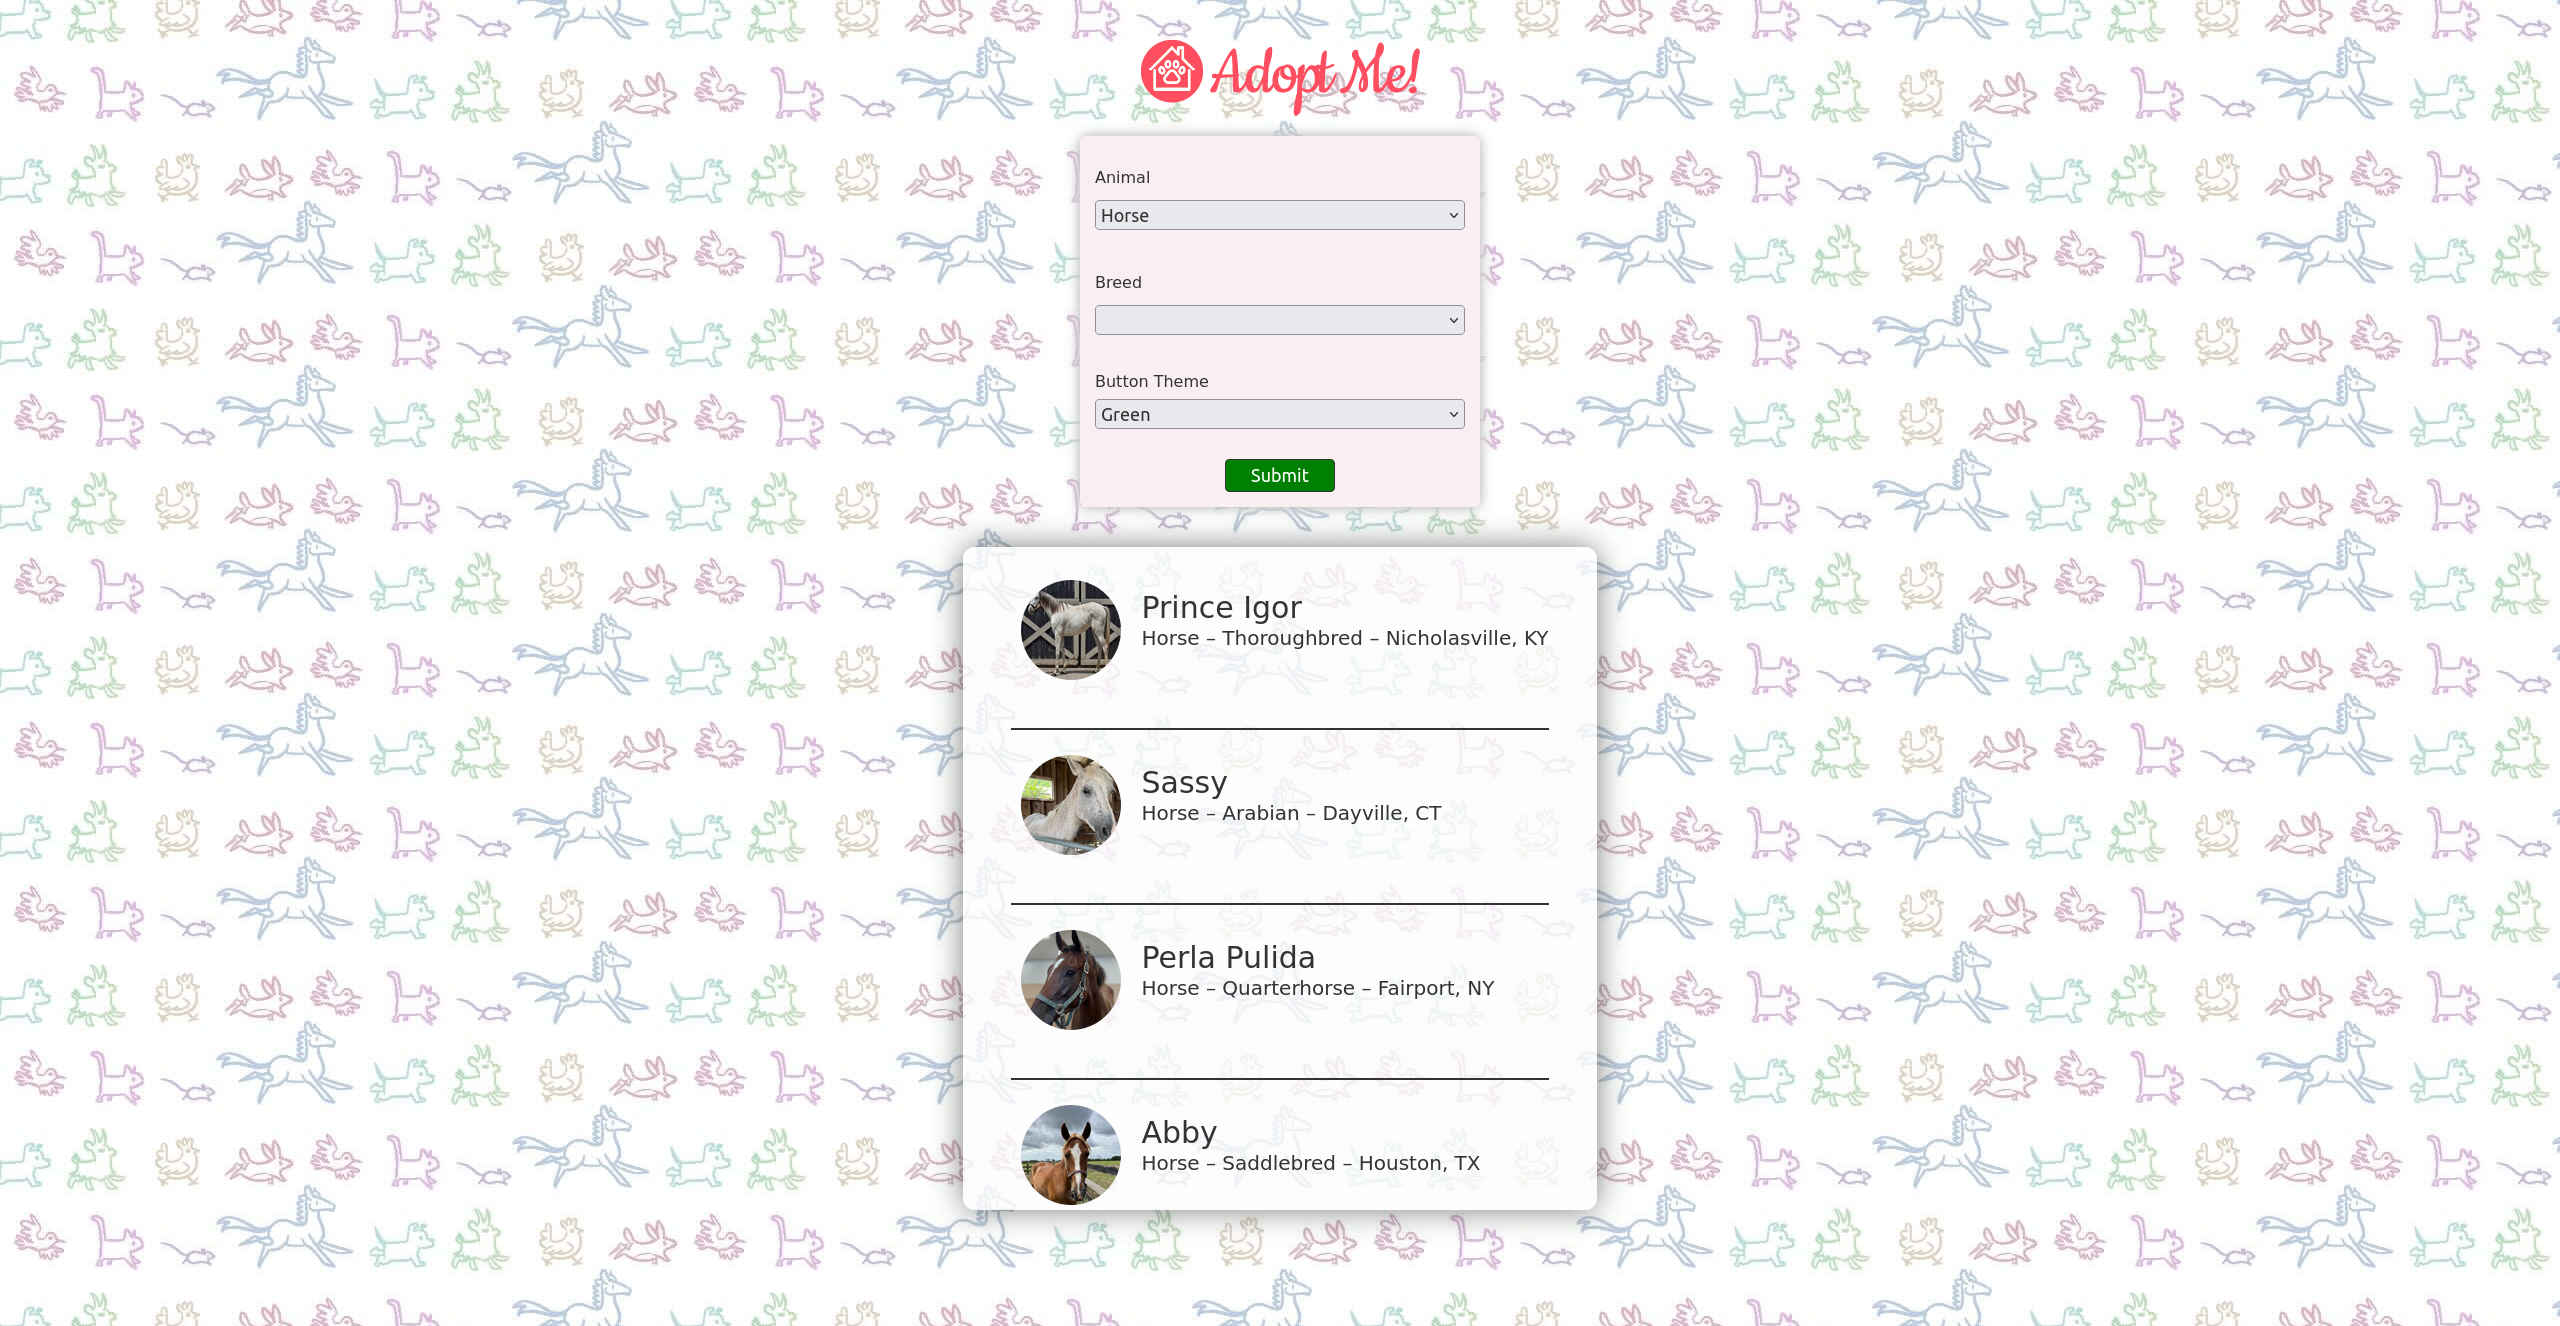 Adopt Me!
Animal
Horse
Breed
Button Theme
Green
Submit
Prince Igor
Horse – Thoroughbred – Nicholasville, KY
Sassy
Horse – Arabian – Dayville, CT
Perla Pulida
Horse – Quarterhorse – Fairport, NY
Abby
Horse – Saddlebred – Houston, TX